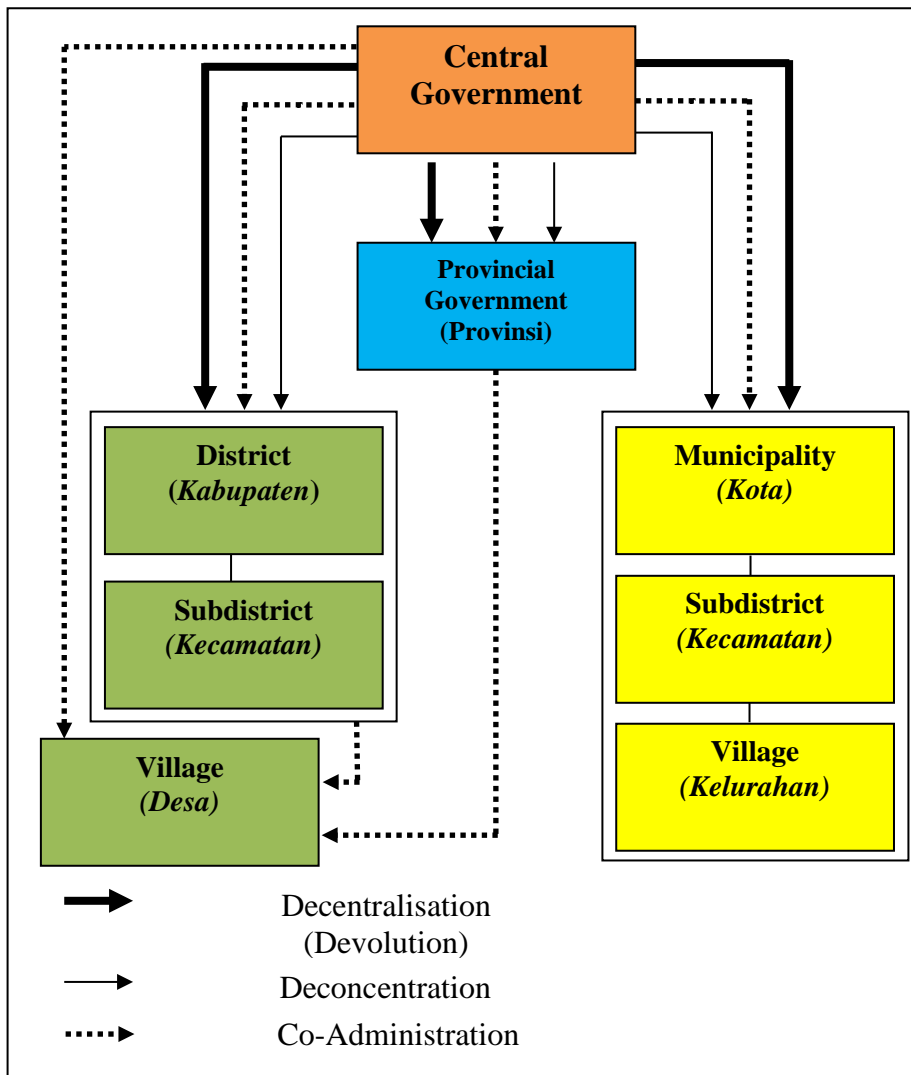 Central
Government
Provincial
Government
(Provinsi)
District
(Kabupaten)
Municipality
(Kota)
Subdistrict
(Kecamatan)
Subdistrict
(Kecamatan)
Village
(Desa)
Village
(Kelurahan)
Decentralisation
(Devolution)
Deconcentration
Co-Administration